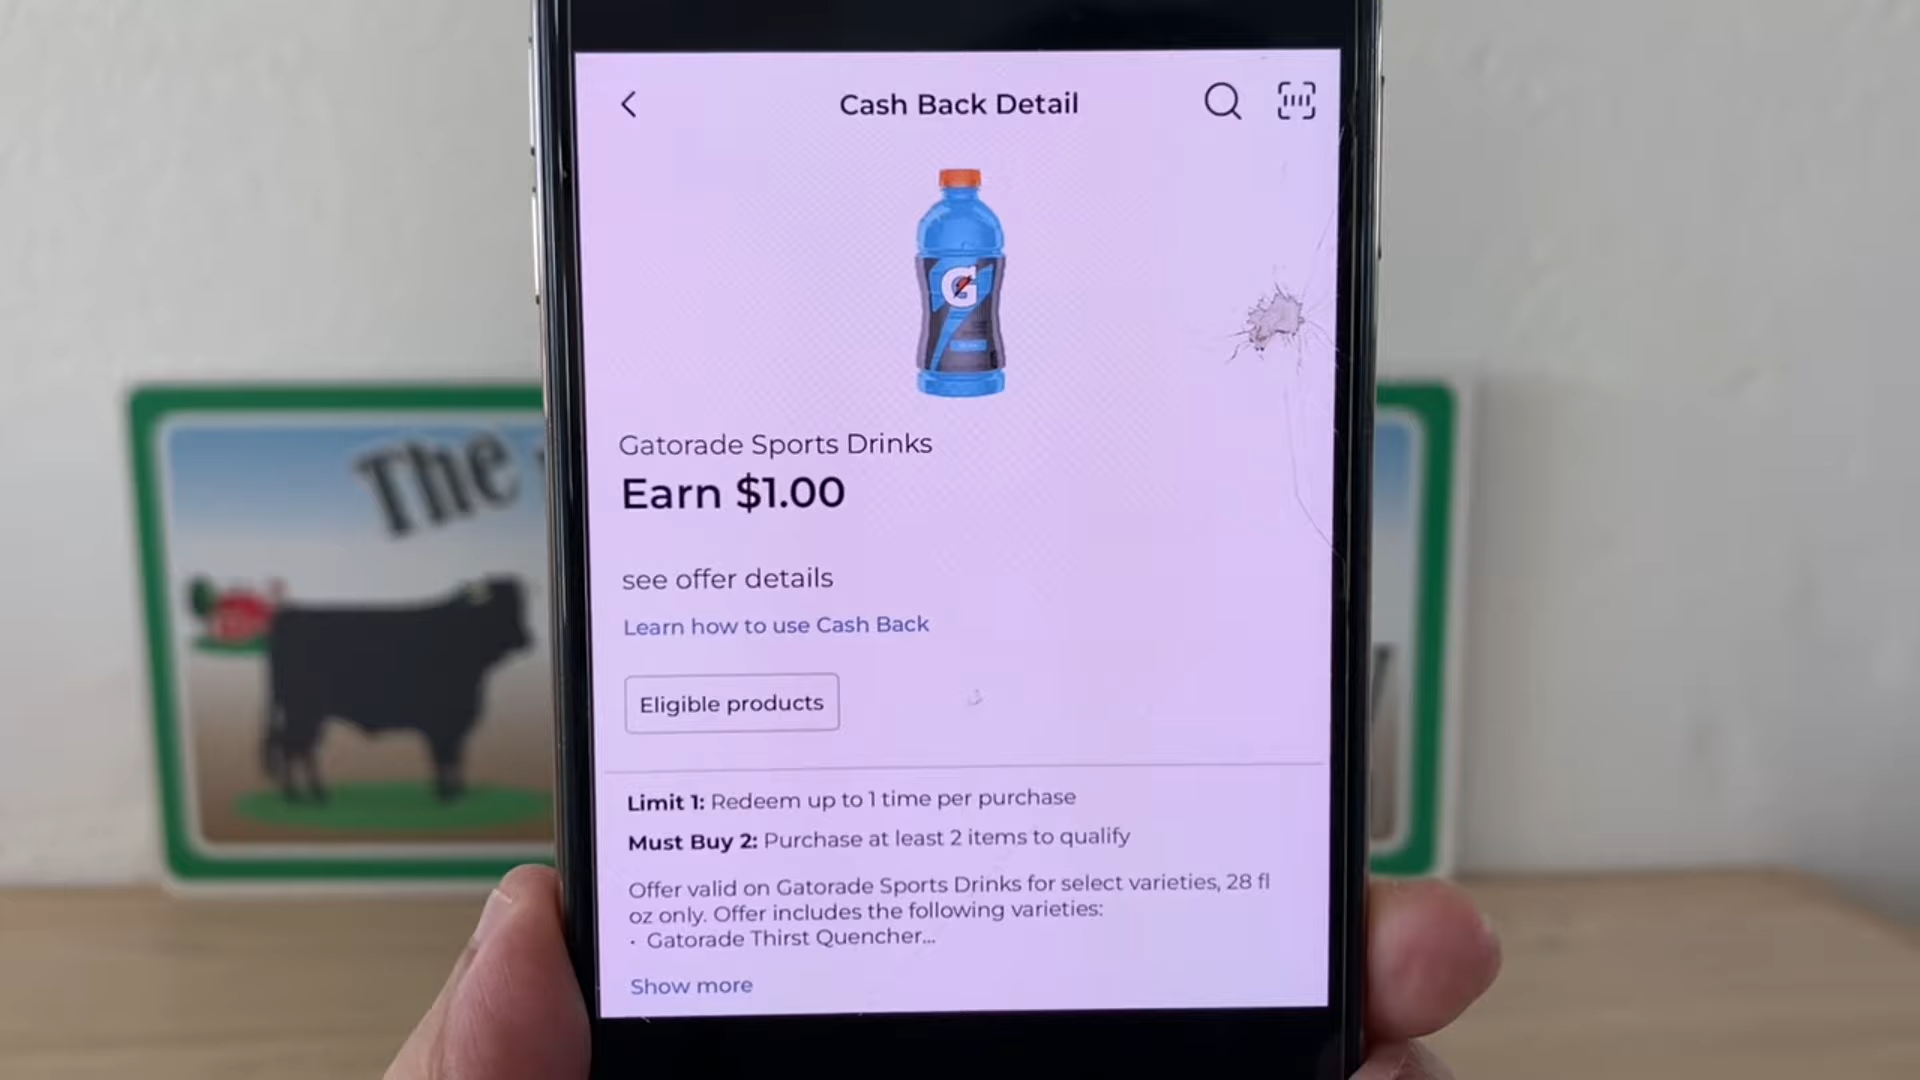 Cash Back Detail
G
Gatorade Sports Drinks
Earn $1.00
see offer details
Learn how to use Cash Back
Eligible products
Limit 1: Redeem up to 1 time per purchase
Must Buy 2: Purchase at least 2 items to qualify
Offer valid on Gatorade Sports Drinks for select varieties, 28 fl
oz only. Offer includes the following varieties:
• Gatorade Thirst Quencher...
Show more
The